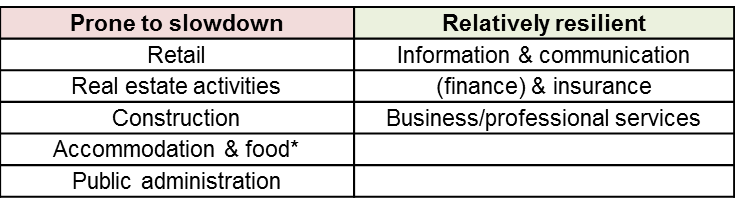 Prone to slowdown Relatively resilient
Retail Information & communication
Real estate activities (finance) & insurance
Construction Business/professional services
Accommodation & food*
Public administration